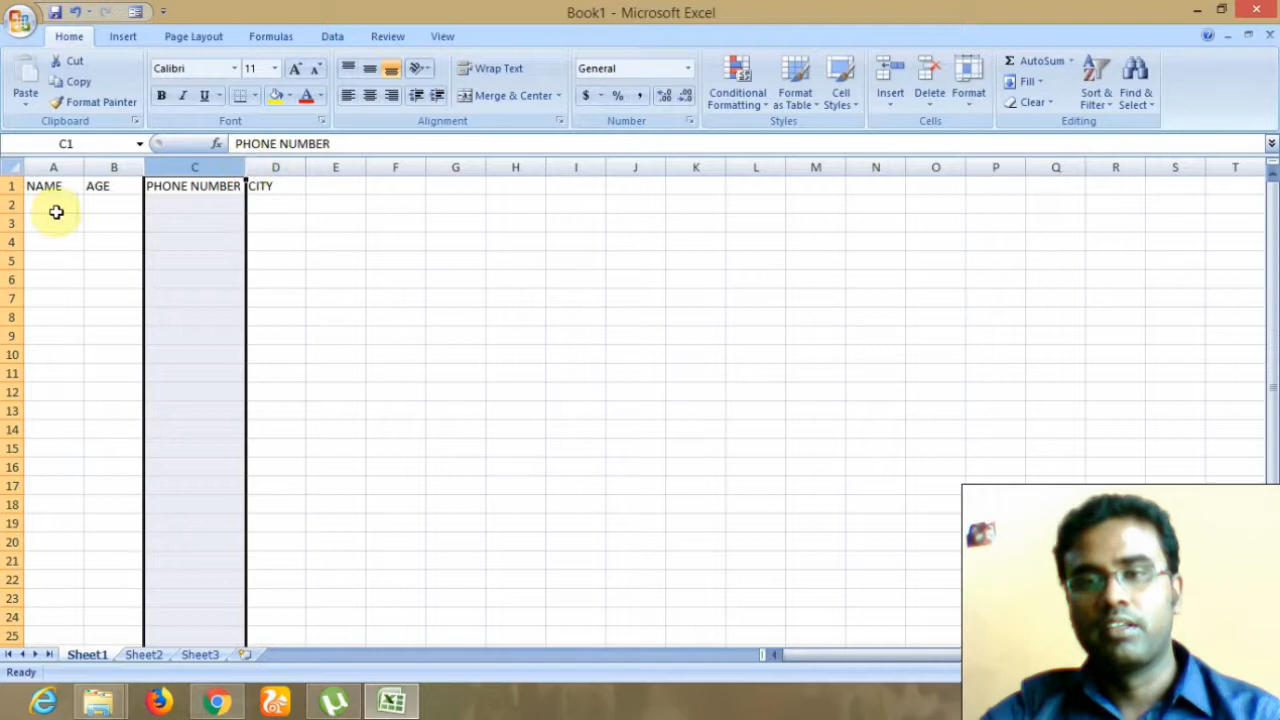 Book1 - Microsoft Excel
Home Insert Page Layout Formulas Data Review View
Paste Cut Copy Format Painter Clipboard
Calibri 11 B I U A A A Font
Wrap Text Merge & Center Alignment
General $ % , Number
Conditional Formatting Format as Table Cell Styles Styles
Insert Delete Format Cells
Σ AutoSum Fill Clear Sort & Filter Find & Select Editing
C1 fx PHONE NUMBER
A B C D E F G H I J K L M N O P Q R S T
1 NAME AGE PHONE NUMBER CITY
2
3
4
5
6
7
8
9
10
11
12
13
14
15
16
17
18
19
20
21
22
23
24
25
Sheet1 Sheet2 Sheet3
Ready